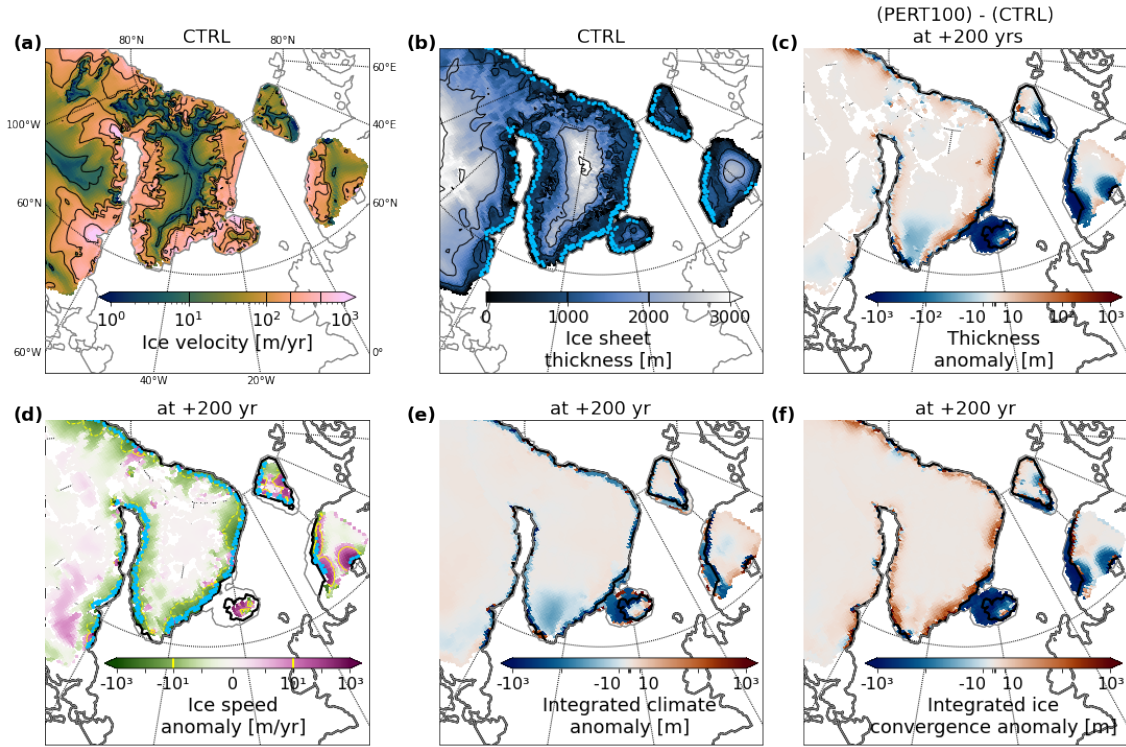 (PERT100) - (CTRL)
(a) CTRL
(b) CTRL
(c) at +200 yrs
80°N 80°N
60°E
100°W
40°E
60°N
20°E
60°N
60°W
0°
40°W
20°W
10⁰ 10¹ 10² 10³
Ice velocity [m/yr]
0 1000 2000 3000
Ice sheet
thickness [m]
-10³ -10² -10 10 10² 10³
Thickness
anomaly [m]
(d) at +200 yr
(e) at +200 yr
(f) at +200 yr
-10³ -10¹ 0 10¹ 10³
Ice speed
anomaly [m/yr]
-10³ -10 10 10³
Integrated climate
anomaly [m]
-10³ -10 10 10³
Integrated ice
convergence anomaly [m]